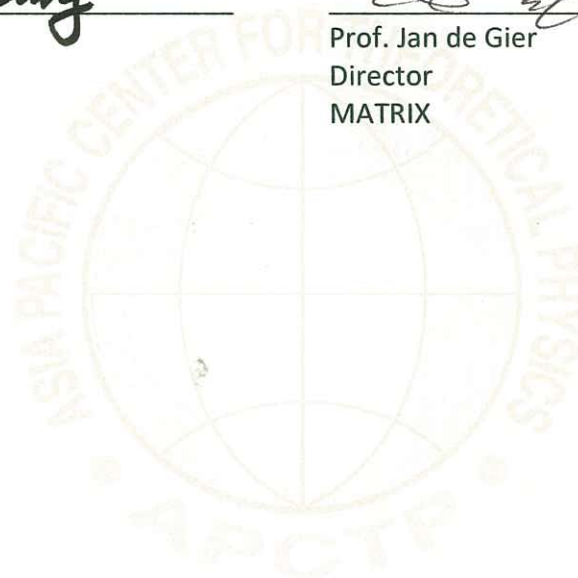 Prof. Jan de Gier
Director
MATRIX
ASIA PACIFIC CENTER FOR THEORETICAL PHYSICS
APCTP